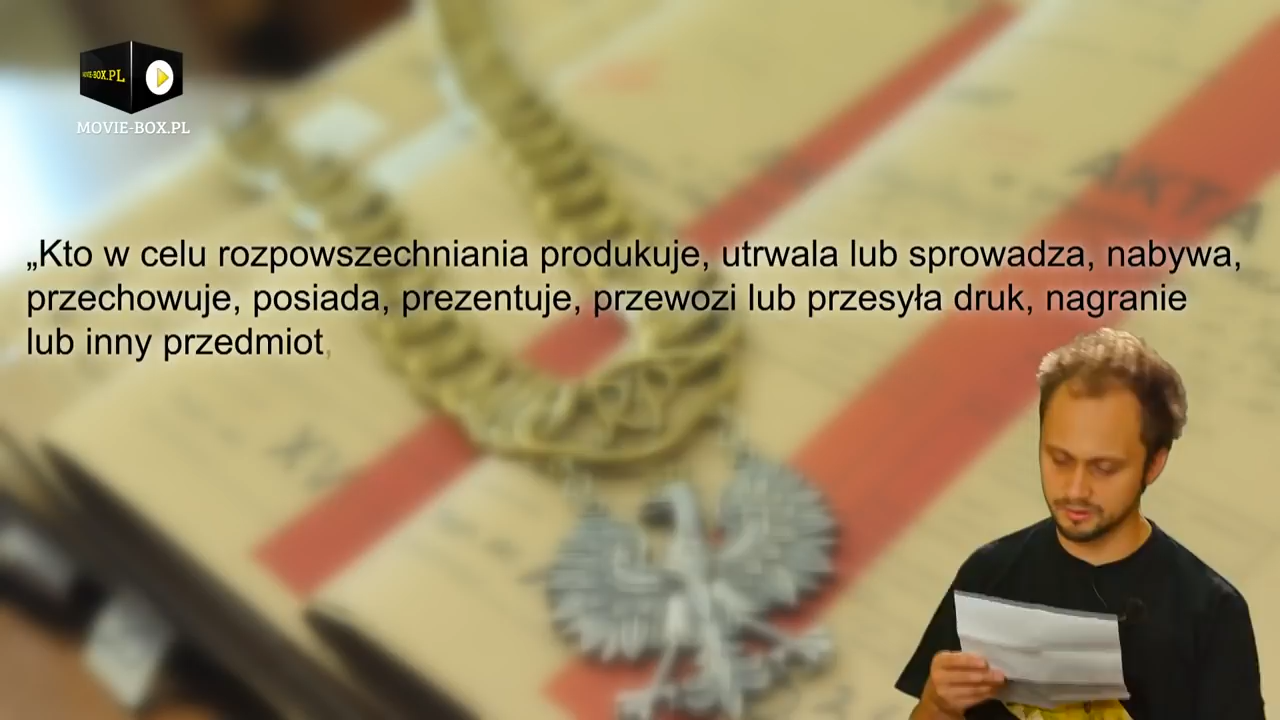 MOVIE-BOX.PL
MOVIE-BOX.PL
AKTA
„Kto w celu rozpowszechniania produkuje, utrwala lub sprowadza, nabywa,
przechowuje, posiada, prezentuje, przewozi lub przesyła druk, nagranie
lub inny przedmiot,